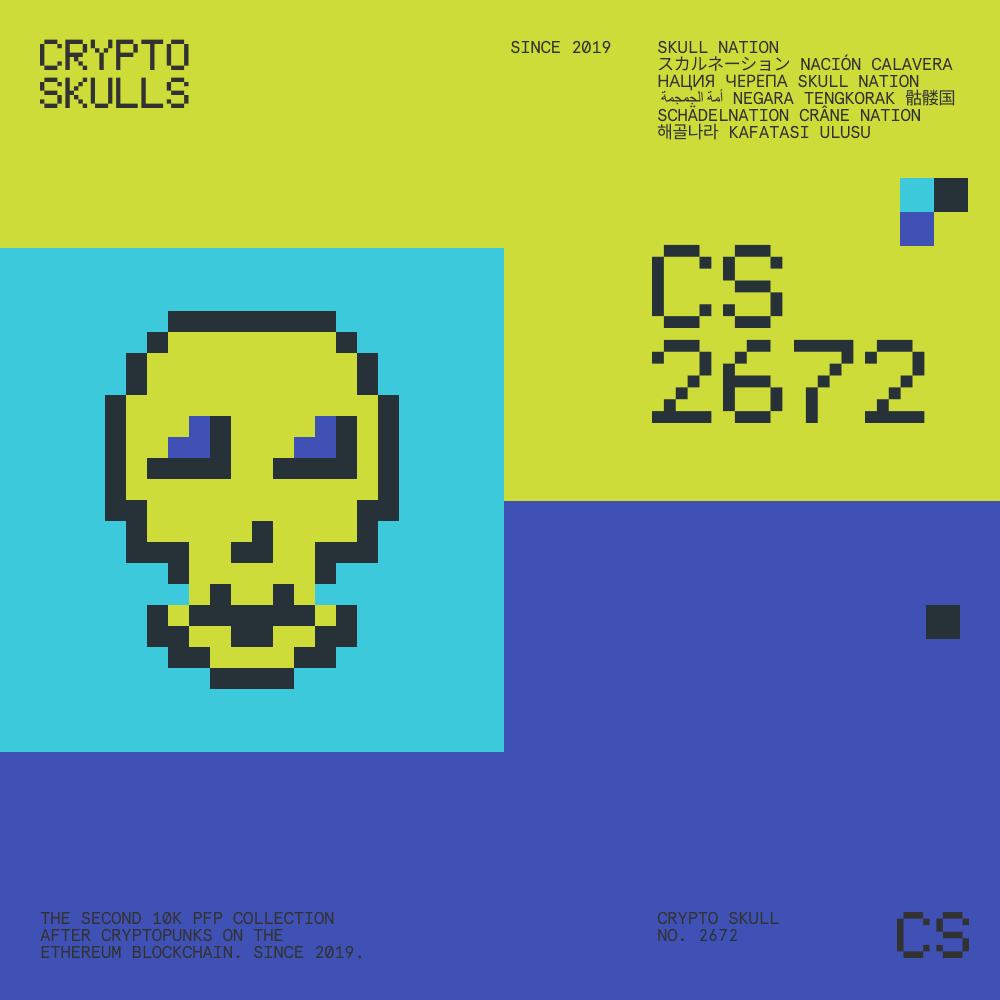 CRYPTO
SKULLS
SINCE 2019
SKULL NATION
スカルネーション NACIÓN CALAVERA
НАЦИЯ ЧЕРЕПА SKULL NATION
أمة الجمجمة NEGARA TENGKORAK 骷髅国
SCHÄDELNATION CRÂNE NATION
해골나라 KAFATASI ULUSU
CS
2672
THE SECOND 10K PFP COLLECTION
AFTER CRYPTOPUNKS ON THE
ETHEREUM BLOCKCHAIN. SINCE 2019.
CRYPTO SKULL
NO. 2672
CS